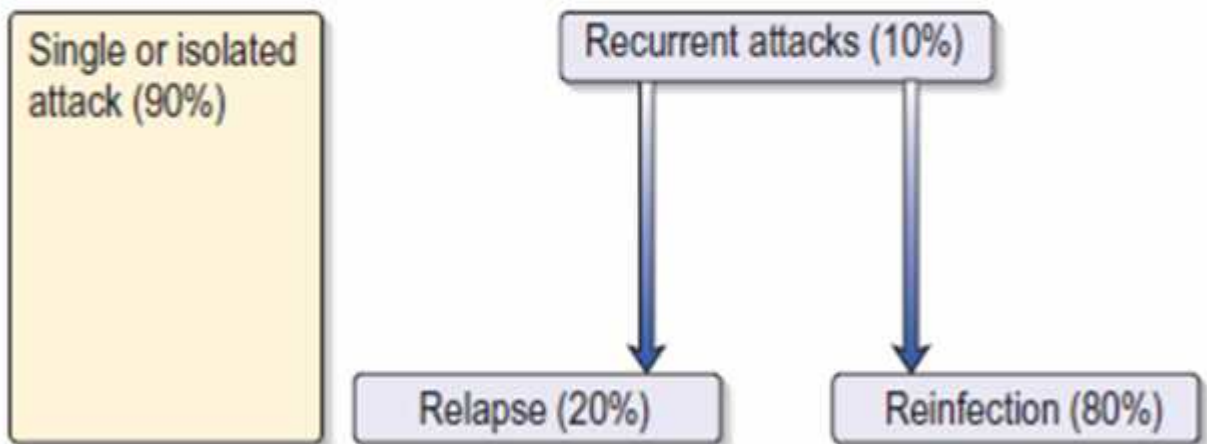 Single or isolated
attack (90%)
Recurrent attacks (10%)
Relapse (20%)
Reinfection (80%)